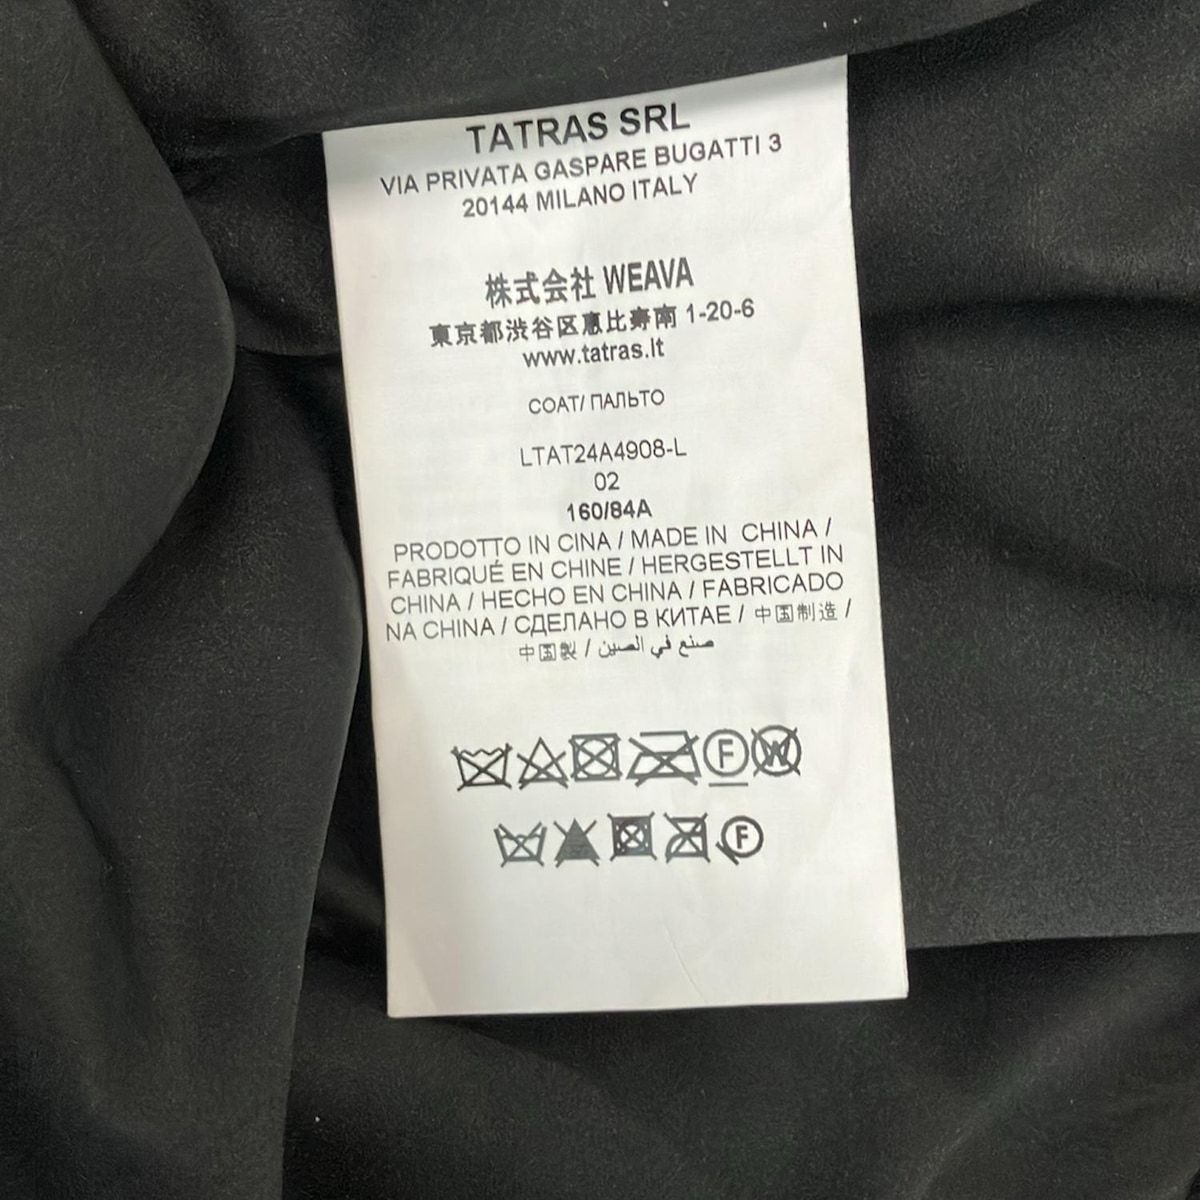 TATRAS SRL
VIA PRIVATA GASPARE BUGATTI 3
20144 MILANO ITALY
株式会社 WEAVA
東京都渋谷区恵比寿南 1-20-6
www.tatras.it
COAT/ ПАЛЬТО
LTAT24A4908-L
02
160/84A
PRODOTTO IN CINA / MADE IN CHINA /
FABRIQUÉ EN CHINE / HERGESTELLT IN
CHINA / HECHO EN CHINA / FABRICADO
NA CHINA / СДЕЛАНО В КИТАЕ / 中国制造 /
中国製 / صنع في الصين
F W
F